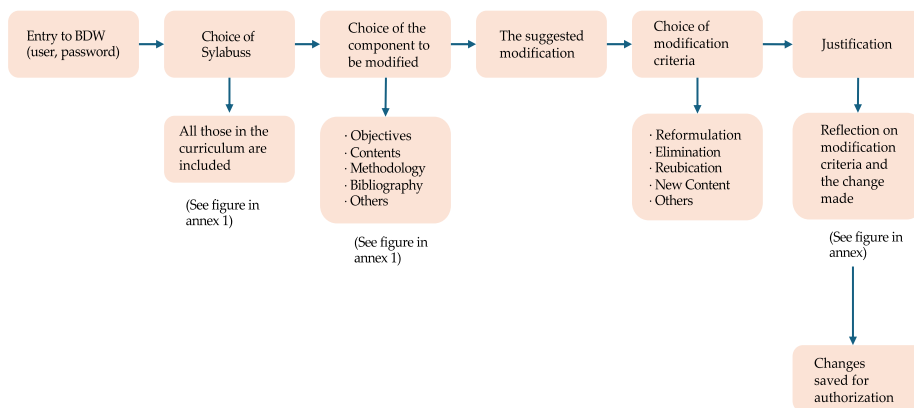 Entry to BDW
(user, password)
Choice of
Sylabuss
Choice of the
component to
be modified
The suggested
modification
Choice of
modification
criteria
Justification
All those in the
curriculum are
included
(See figure in
annex 1)
· Objectives
· Contents
· Methodology
· Bibliography
· Others
(See figure in
annex 1)
· Reformulation
· Elimination
· Reubication
· New Content
· Others
Reflection on
modification
criteria and
the change
made
(See figure in
annex)
Changes
saved for
authorization